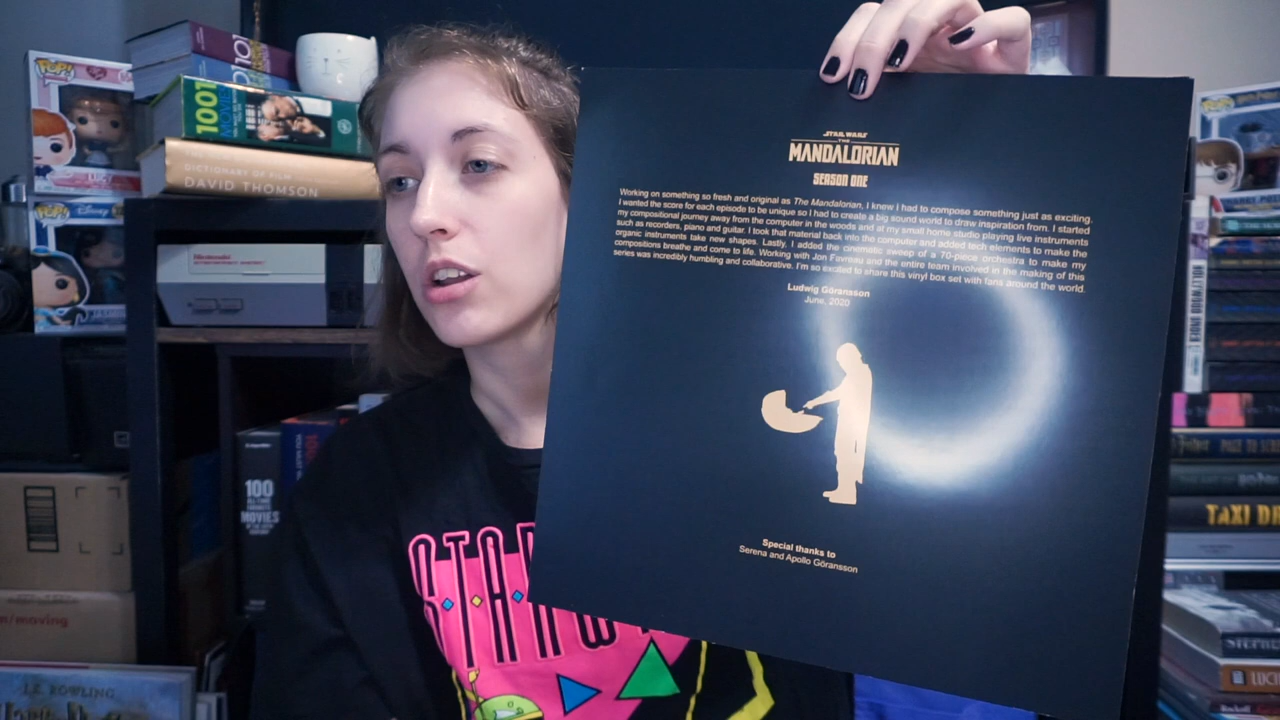 STAR WARS
THE
MANDALORIAN
SEASON ONE
Working on something so fresh and original as The Mandalorian, I knew i had to compose something just as exciting.
I wanted the score for each episode to be unique so I had to create a big sound world to draw inspiration from. I started
my compositional journey away from the computer in the woods and at my small home studio playing live instruments
such as recorders, piano and guitar. I took that material back into the computer and added tech elements to make the
organic instruments take new shapes. Lastly, I added the cinematic sweep of a 70-piece orchestra to make my
compositions breathe and come to life. Working with Jon Favreau and the entire team involved in the making of this
series was incredibly humbling and collaborative. I'm so excited to share this vinyl box set with fans around the world.
Ludwig Göransson
June, 2020
Special thanks to
Serena and Apollo Göransson
POP!
LUCY
POP! Disney
101
1001
MOVIES
DICTIONARY OF FILM
DAVID THOMSON
Nintendo
100
MOVIES
STAR W
/moving
J.K. ROWLING
POP!
TAXI DR
STEPHEN